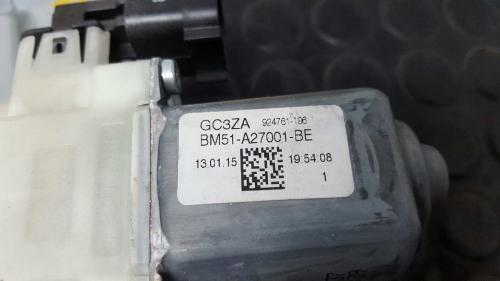 GC3ZA 924761-106
BM51-A27001-BE
13.01.15 19:54:08
1